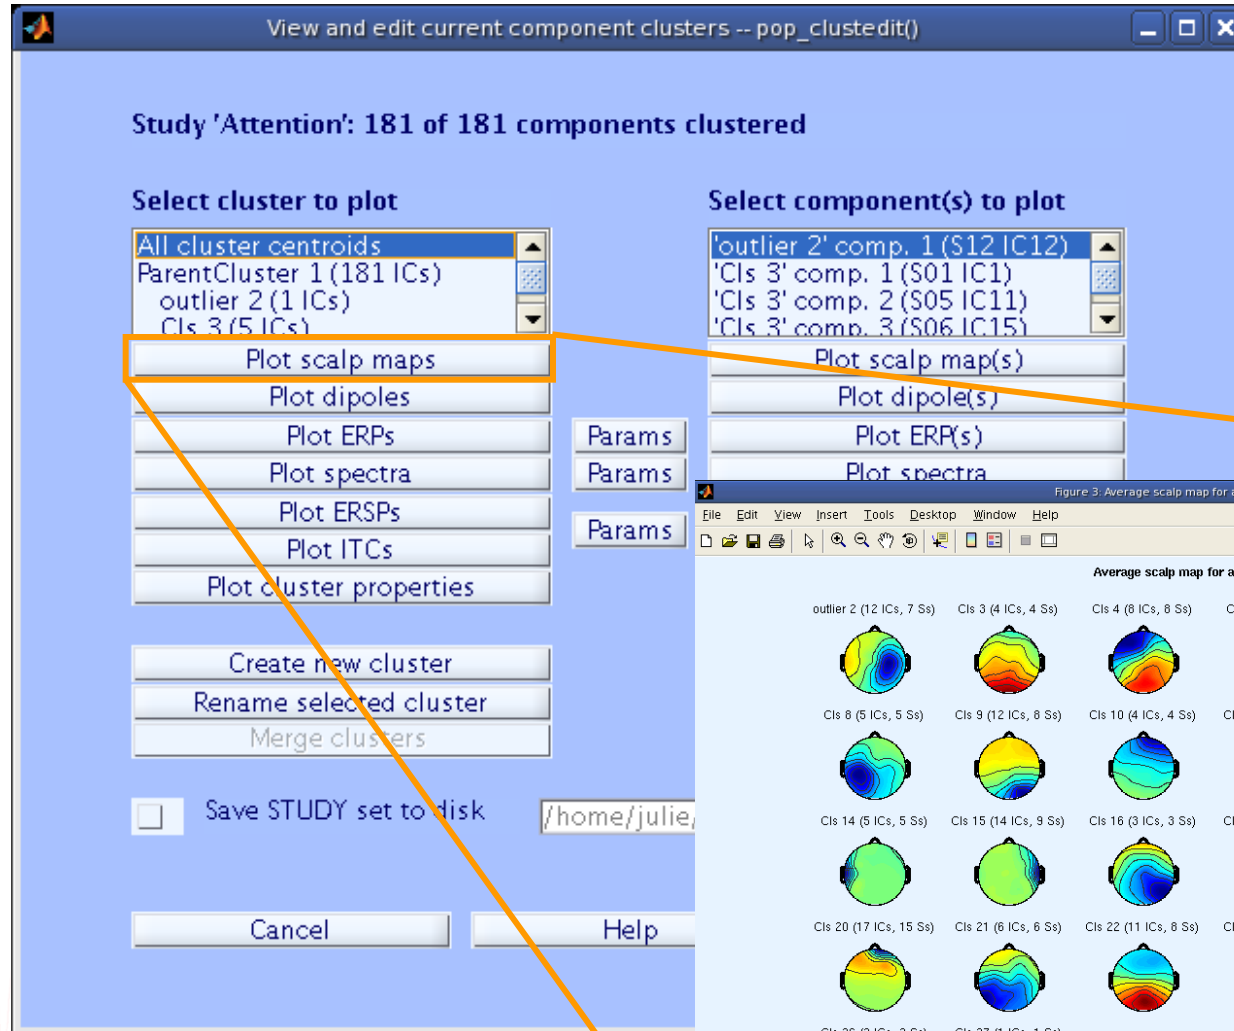 View and edit current component clusters -- pop_clustedit()
Study 'Attention': 181 of 181 components clustered
Select cluster to plot
Select component(s) to plot
All cluster centroids
ParentCluster 1 (181 ICs)
outlier 2 (1 ICs)
Cls 3 (5 ICs)
'outlier 2' comp. 1 (S12 IC12)
'Cls 3' comp. 1 (S01 IC1)
'Cls 3' comp. 2 (S05 IC11)
'Cls 3' comp. 3 (S06 IC15)
Plot scalp maps
Plot scalp map(s)
Plot dipoles
Plot dipole(s)
Plot ERPs
Params
Plot ERP(s)
Plot spectra
Params
Plot spectra
Plot ERSPs
Params
Plot ITCs
Plot cluster properties
Create new cluster
Rename selected cluster
Merge clusters
Save STUDY set to disk
/home/julie/
Cancel
Help
Figure 3: Average scalp map for a
File Edit View Insert Tools Desktop Window Help
Average scalp map for a
outlier 2 (12 ICs, 7 Ss) Cls 3 (4 ICs, 4 Ss) Cls 4 (8 ICs, 8 Ss)
Cls 8 (5 ICs, 5 Ss) Cls 9 (12 ICs, 8 Ss) Cls 10 (4 ICs, 4 Ss)
Cls 14 (5 ICs, 5 Ss) Cls 15 (14 ICs, 9 Ss) Cls 16 (3 ICs, 3 Ss)
Cls 20 (17 ICs, 15 Ss) Cls 21 (6 ICs, 6 Ss) Cls 22 (11 ICs, 8 Ss)